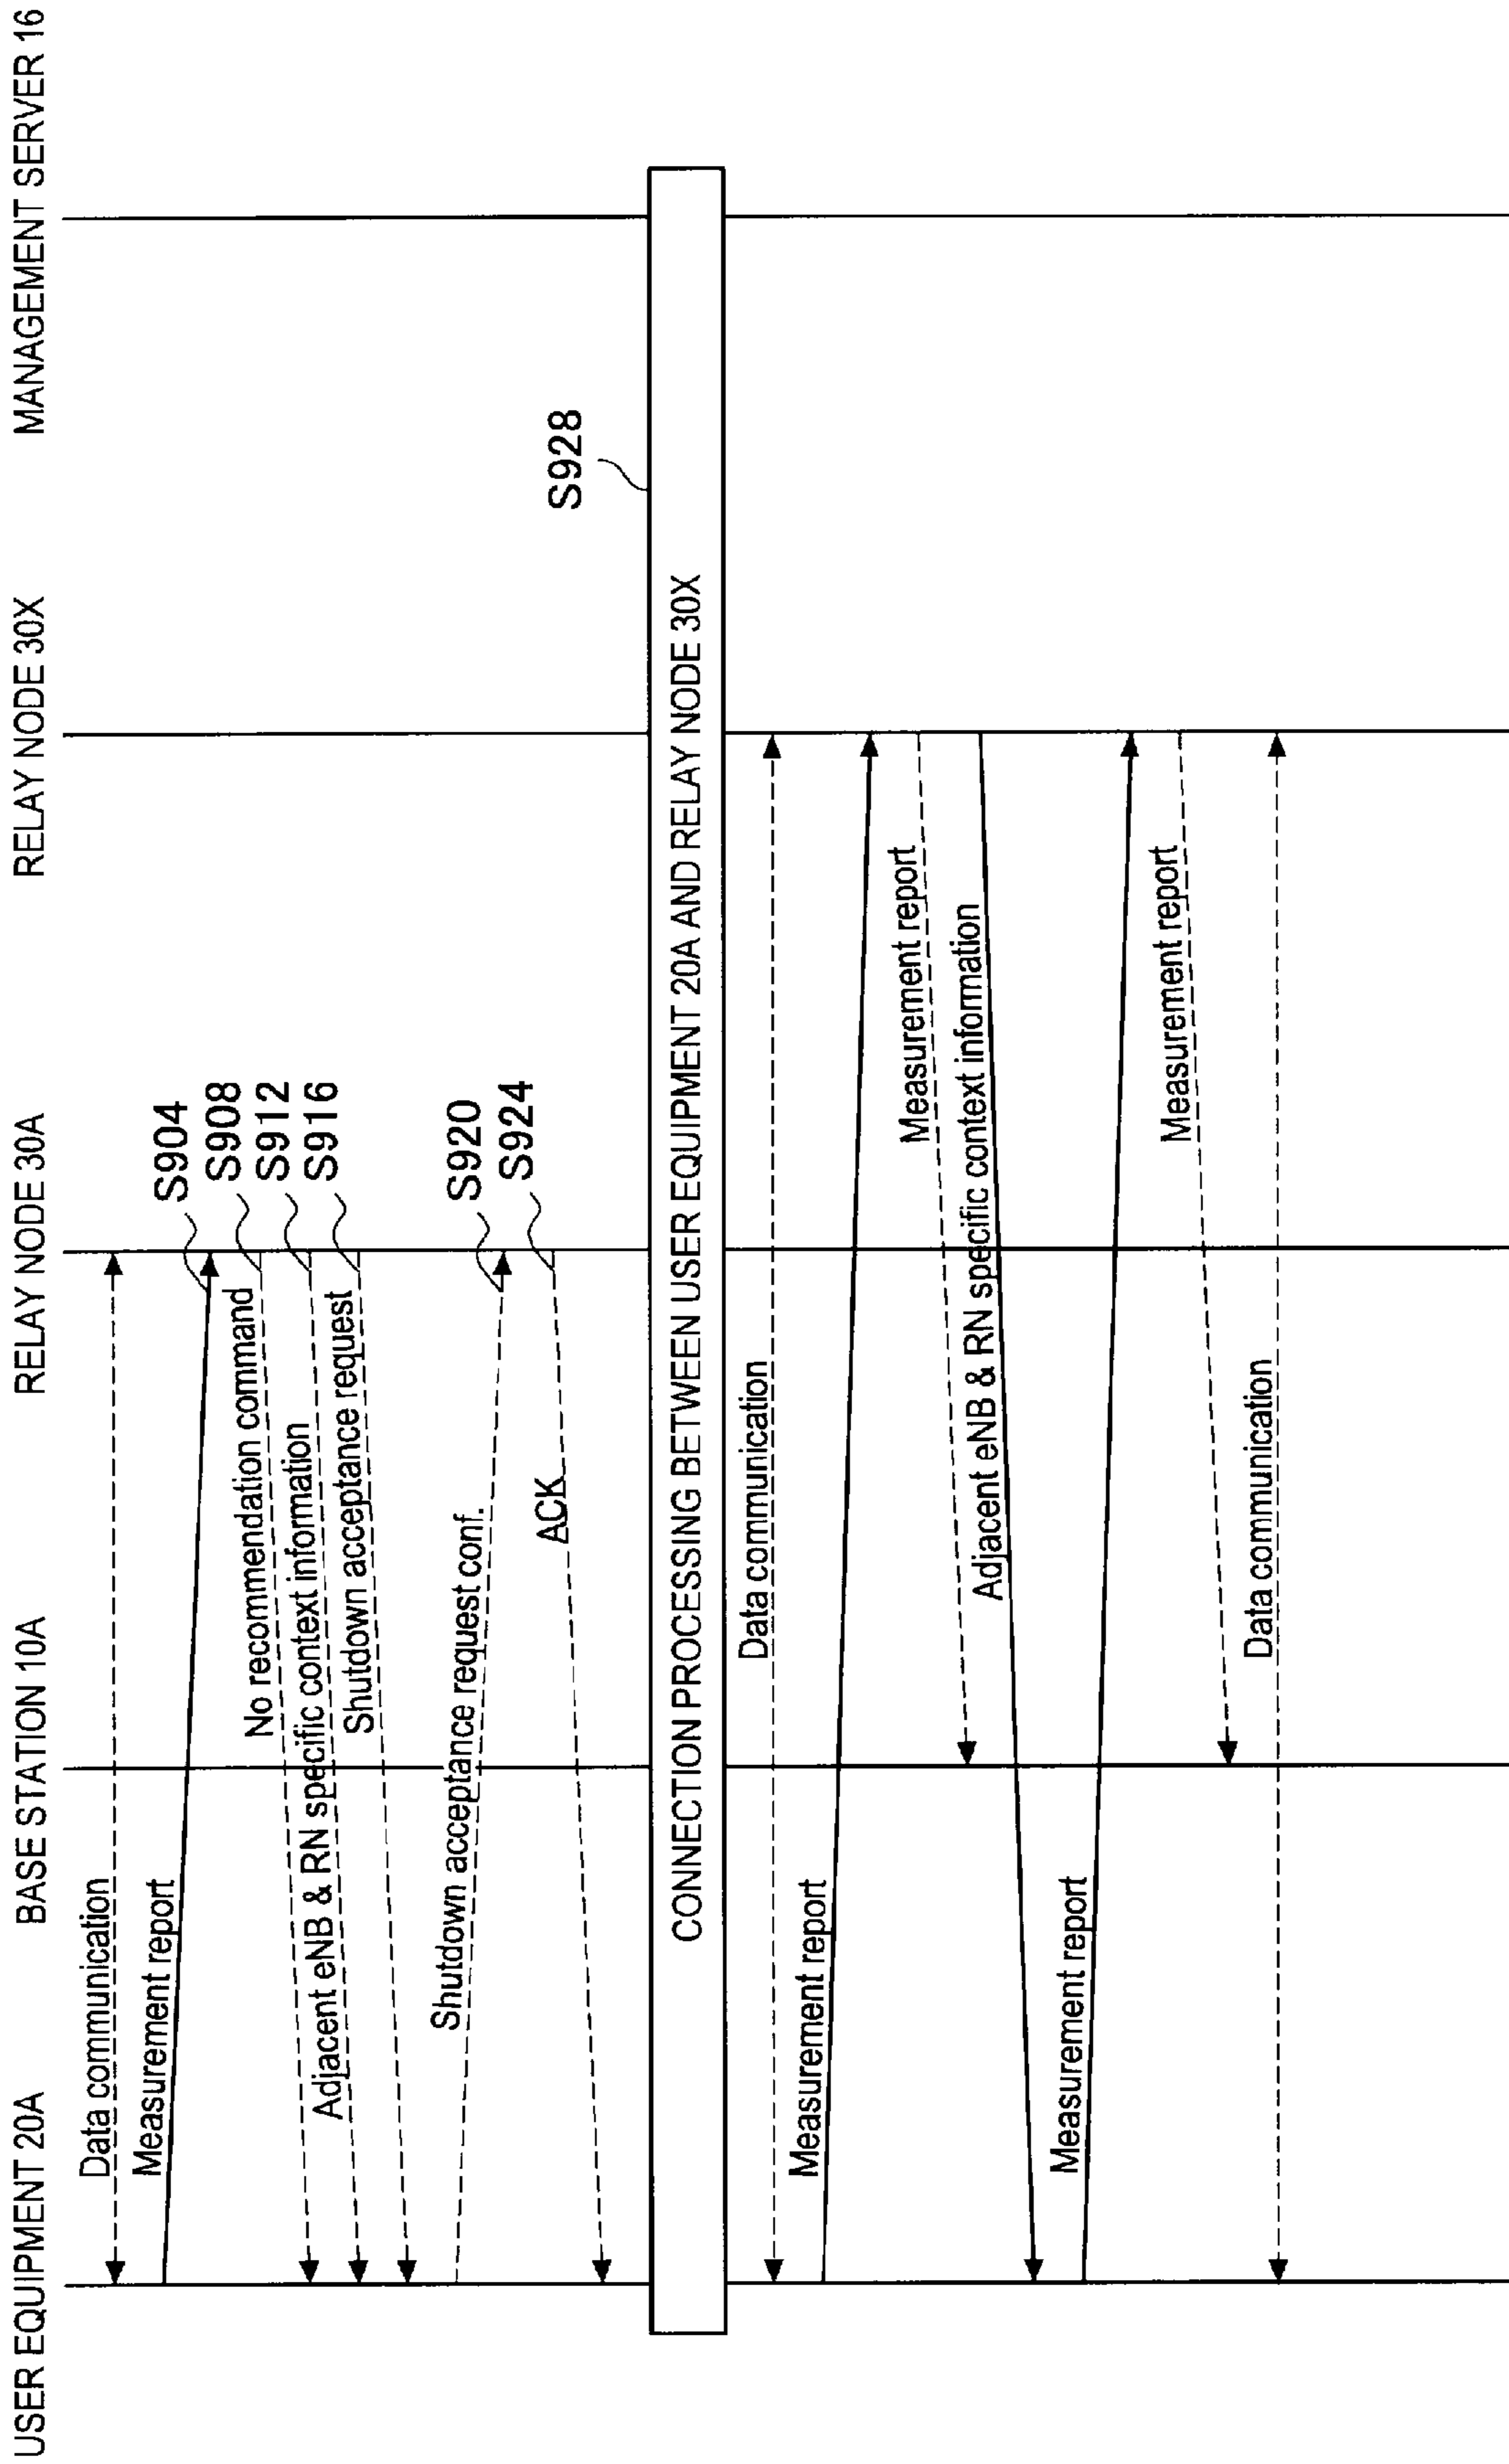 USER EQUIPMENT 20A
BASE STATION 10A
RELAY NODE 30A
RELAY NODE 30X
MANAGEMENT SERVER 16
Data communication
Measurement report
S904
No recommendation command
S908
Adjacent eNB & RN specific context information
S912
Shutdown acceptance request
S916
Shutdown acceptance request conf.
S920
ACK
S924
S928
CONNECTION PROCESSING BETWEEN USER EQUIPMENT 20A AND RELAY NODE 30X
Data communication
Measurement report
Measurement report
Adjacent eNB & RN specific context information
Measurement report
Measurement report
Data communication